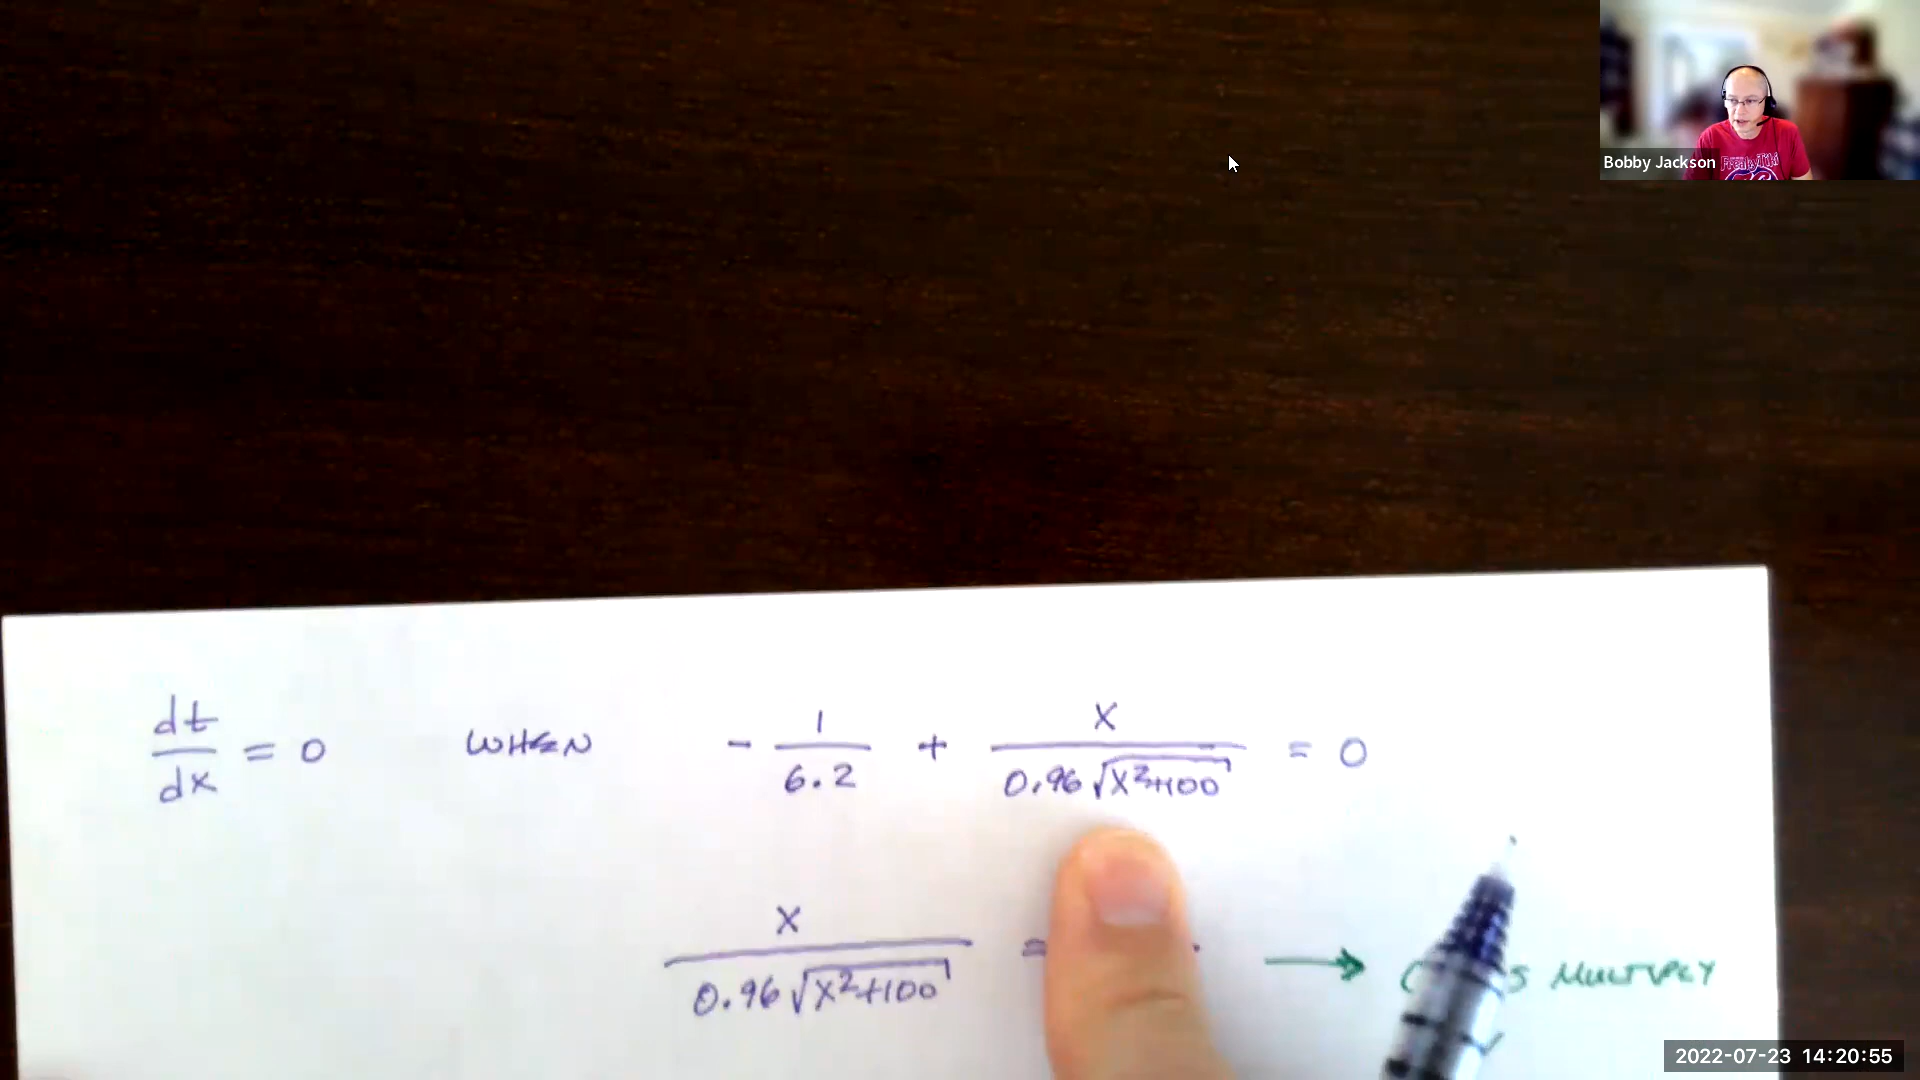 Bobby Jackson
dt/dx = 0 WHEN - 1/6.2 + x/(0.96 √(x²+100)) = 0
x/(0.96 √(x²+100)) = → MULTIPLY
2022-07-23 14:20:55